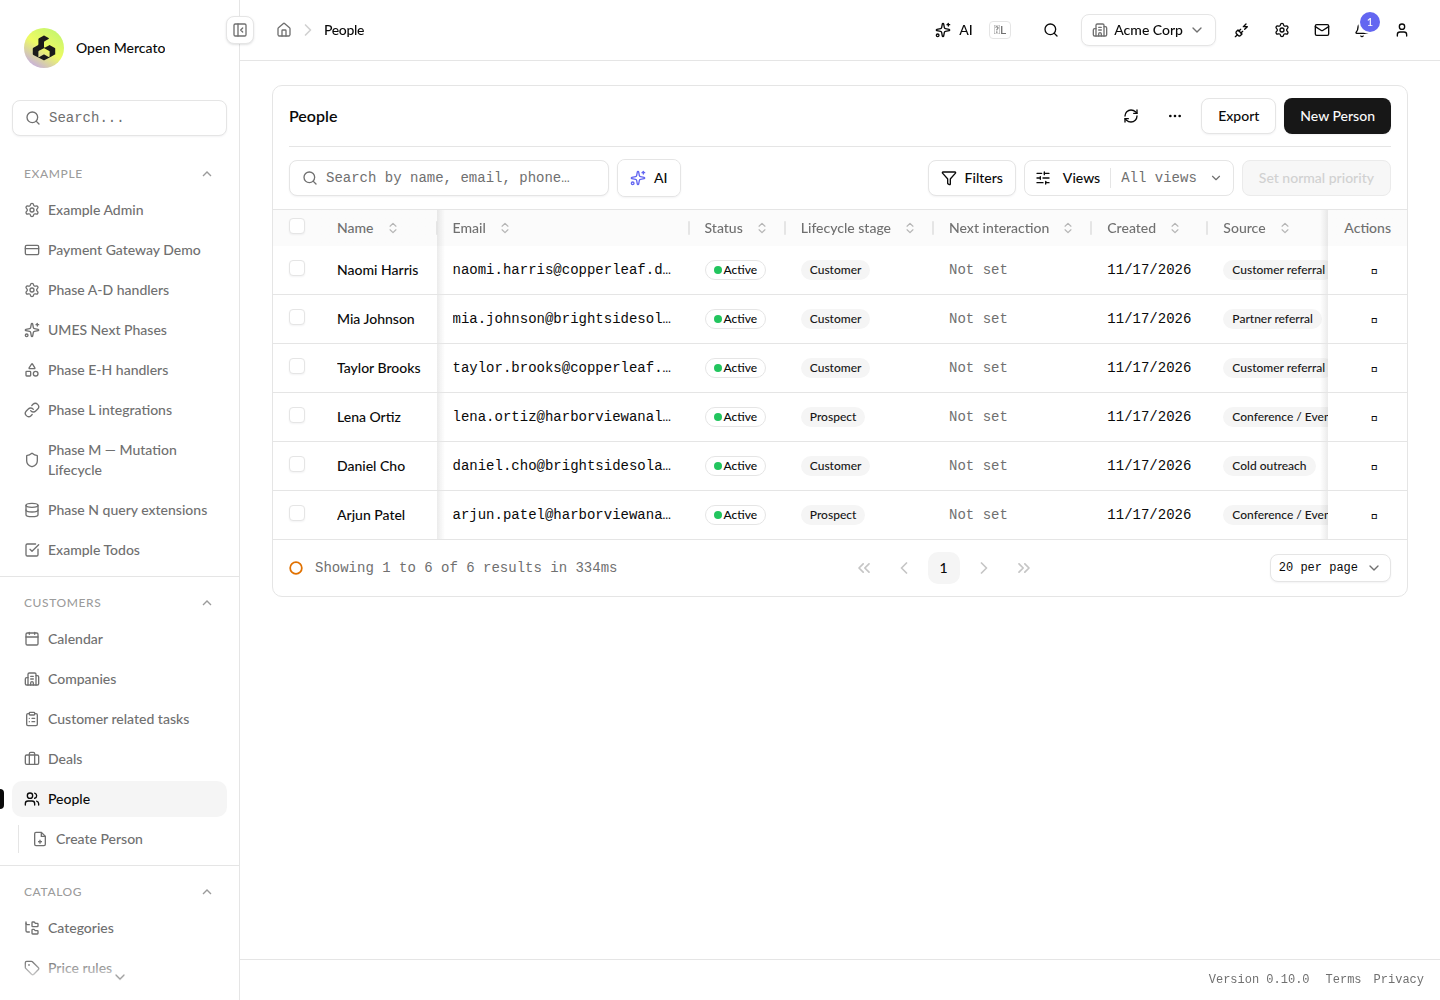 Open Mercato
Search...
EXAMPLE
Example Admin
Payment Gateway Demo
Phase A-D handlers
UMES Next Phases
Phase E-H handlers
Phase L integrations
Phase M — Mutation
Lifecycle
Phase N query extensions
Example Todos
CUSTOMERS
Calendar
Companies
Customer related tasks
Deals
People
Create Person
CATALOG
Categories
Price rules
People
AI
L
Acme Corp
1
People
Export
New Person
Search by name, email, phone…
AI
Filters
Views
All views
Set normal priority
Name Email Status Lifecycle stage Next interaction Created Source Actions
Naomi Harris naomi.harris@copperleaf.d… Active Customer Not set 11/17/2026 Customer referral
Mia Johnson mia.johnson@brightsidesol… Active Customer Not set 11/17/2026 Partner referral
Taylor Brooks taylor.brooks@copperleaf.… Active Customer Not set 11/17/2026 Customer referral
Lena Ortiz lena.ortiz@harborviewanal… Active Prospect Not set 11/17/2026 Conference / Ever
Daniel Cho daniel.cho@brightsidesola… Active Customer Not set 11/17/2026 Cold outreach
Arjun Patel arjun.patel@harborviewana… Active Prospect Not set 11/17/2026 Conference / Ever
Showing 1 to 6 of 6 results in 334ms
1
20 per page
Version 0.10.0 Terms Privacy